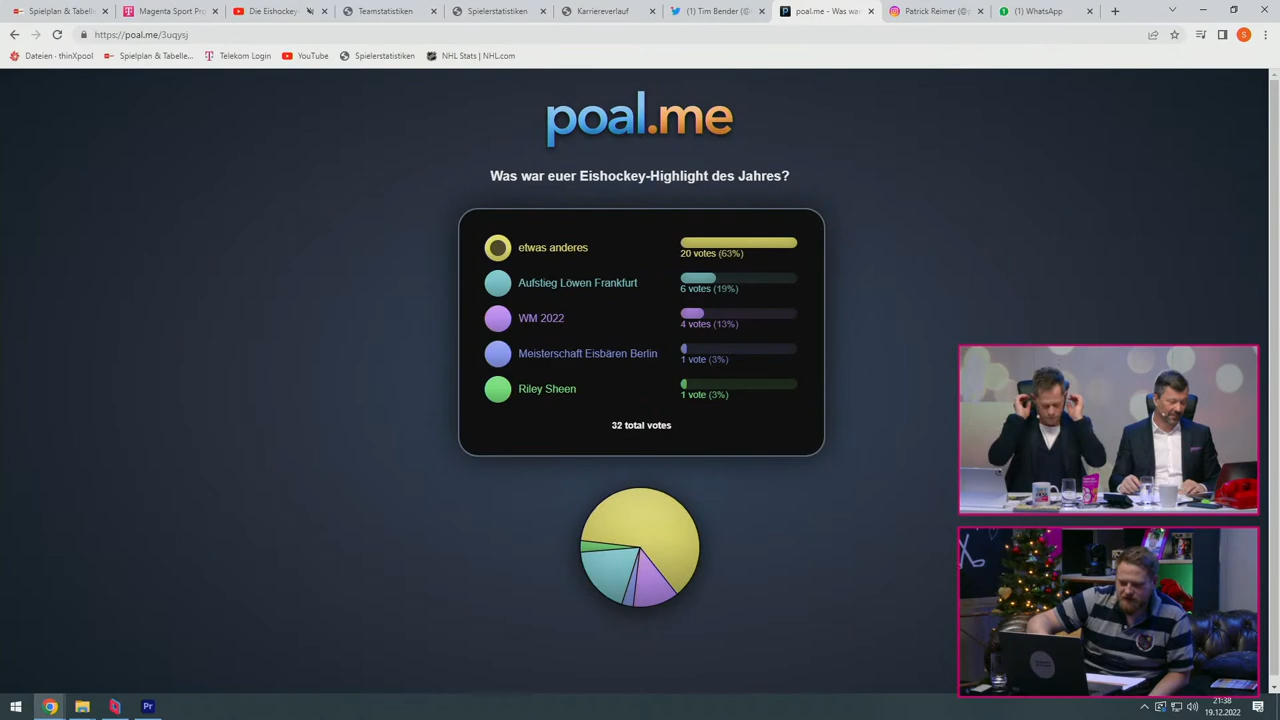 Spielplan & Tabelle
Magenta Sport Pro
Die Eishockey-
Teamstatistiken
Spielerstatistiken
Karriereverlauf
(1) Tim Bender (@
poal.me - Was wa
Patrick Reimer (@
(1) WhatsApp
https://poal.me/3uqysj
S
Dateien - thinXpool
Spielplan & Tabelle...
Telekom Login
YouTube
Spielerstatistiken
NHL Stats | NHL.com
poal.me
Was war euer Eishockey-Highlight des Jahres?
etwas anderes
20 votes (63%)
Aufstieg Löwen Frankfurt
6 votes (19%)
WM 2022
4 votes (13%)
Meisterschaft Eisbären Berlin
1 vote (3%)
Riley Sheen
1 vote (3%)
32 total votes
Pr
21:38
19.12.2022